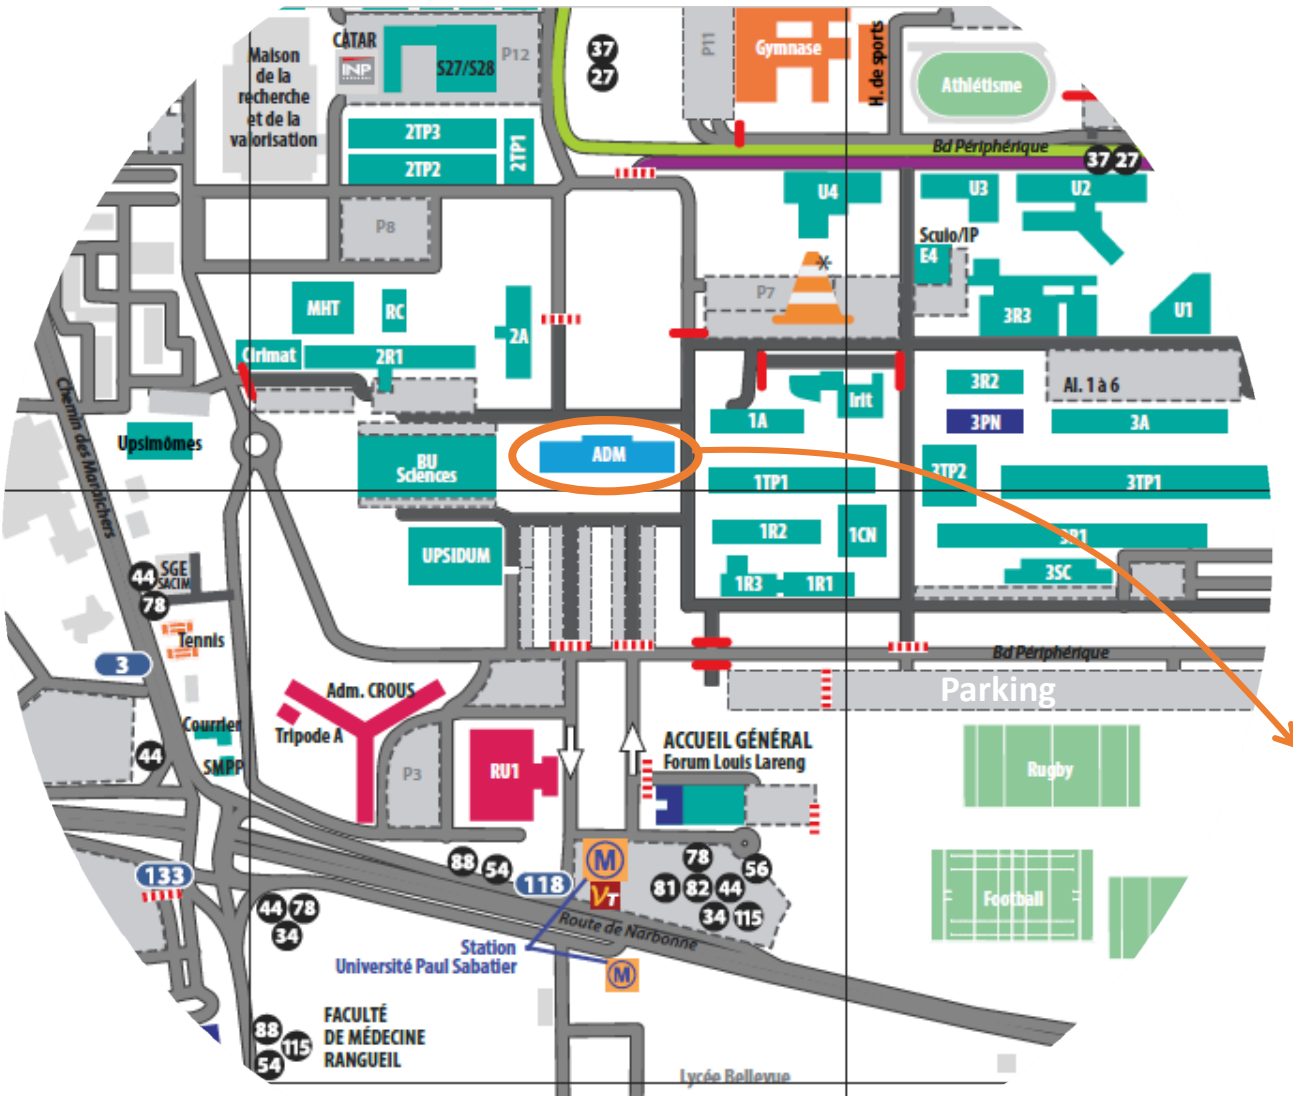 Maison
de la
recherche
et de la
valorisation
CATAR
INP
S27/S28
P12
37
27
P11
Gymnase
H. de sports
Athlétisme
2TP3
2TP2
2TP1
Bd Périphérique
37 27
P8
U4
U3
U2
Scuio/IP
E4
*
P7
MHT
RC
2A
3R3
U1
Cirimat
2R1
Irit
3R2
Al. 1 à 6
Chemin des Maraîchers
1A
3PN
3A
Upsimômes
BU
Sciences
ADM
1TP1
3TP2
3TP1
UPSIDUM
1R2
1CN
3R1
44
78
SGE
SACIM
1R3
1R1
3SC
Tennis
3
Bd Périphérique
Adm. CROUS
Parking
Courrier
Tripode A
44
SMPP
P3
RU1
ACCUEIL GÉNÉRAL
Forum Louis Lareng
Rugby
133
88
54
118
M
VT
78
56
81 82 44
34 115
Football
44 78
34
Route de Narbonne
Station
Université Paul Sabatier
M
FACULTÉ
DE MÉDECINE
RANGUEIL
88
115
54
Lycée Bellevue